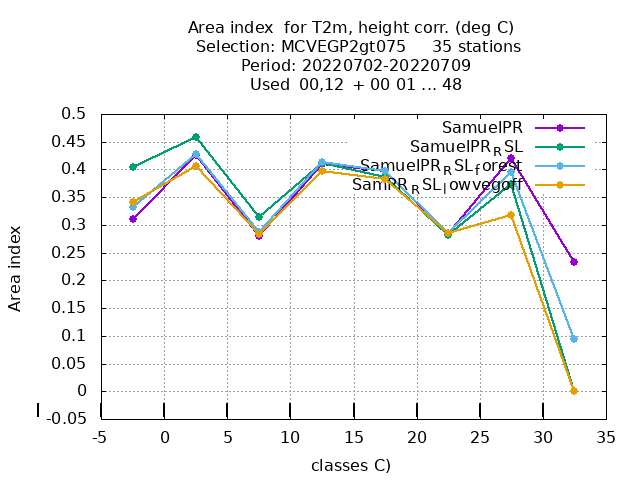 Area index  for T2m, height corr. (deg C)
Selection: MCVEGP2gt075     35 stations
Period: 20220702-20220709
Used  00,12  + 00 01 ... 48
0.5
0.45
0.4
0.35
0.3
0.25
0.2
0.15
0.1
0.05
0
-0.05
Area index
SamuelPR
SamuelPR_RSL
SamuelPR_RSL_forest
SamPR_RSL_lowvegoff
-5 0 5 10 15 20 25 30 35
classes C)